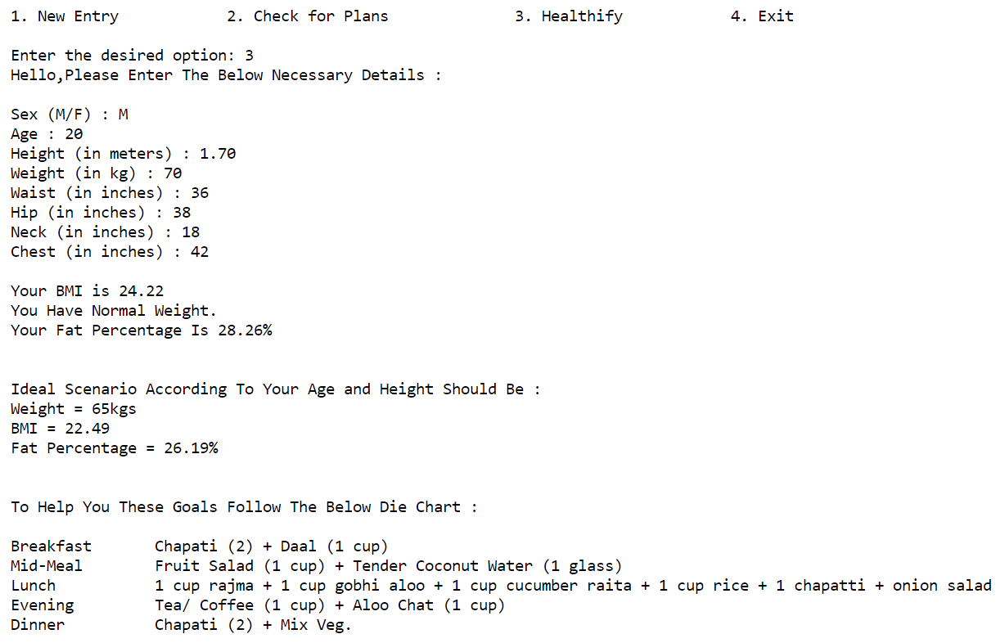 1. New Entry 2. Check for Plans 3. Healthify 4. Exit
Enter the desired option: 3
Hello,Please Enter The Below Necessary Details :
Sex (M/F) : M
Age : 20
Height (in meters) : 1.70
Weight (in kg) : 70
Waist (in inches) : 36
Hip (in inches) : 38
Neck (in inches) : 18
Chest (in inches) : 42
Your BMI is 24.22
You Have Normal Weight.
Your Fat Percentage Is 28.26%
Ideal Scenario According To Your Age and Height Should Be :
Weight = 65kgs
BMI = 22.49
Fat Percentage = 26.19%
To Help You These Goals Follow The Below Die Chart :
Breakfast Chapati (2) + Daal (1 cup)
Mid-Meal Fruit Salad (1 cup) + Tender Coconut Water (1 glass)
Lunch 1 cup rajma + 1 cup gobhi aloo + 1 cup cucumber raita + 1 cup rice + 1 chapatti + onion salad
Evening Tea/ Coffee (1 cup) + Aloo Chat (1 cup)
Dinner Chapati (2) + Mix Veg.